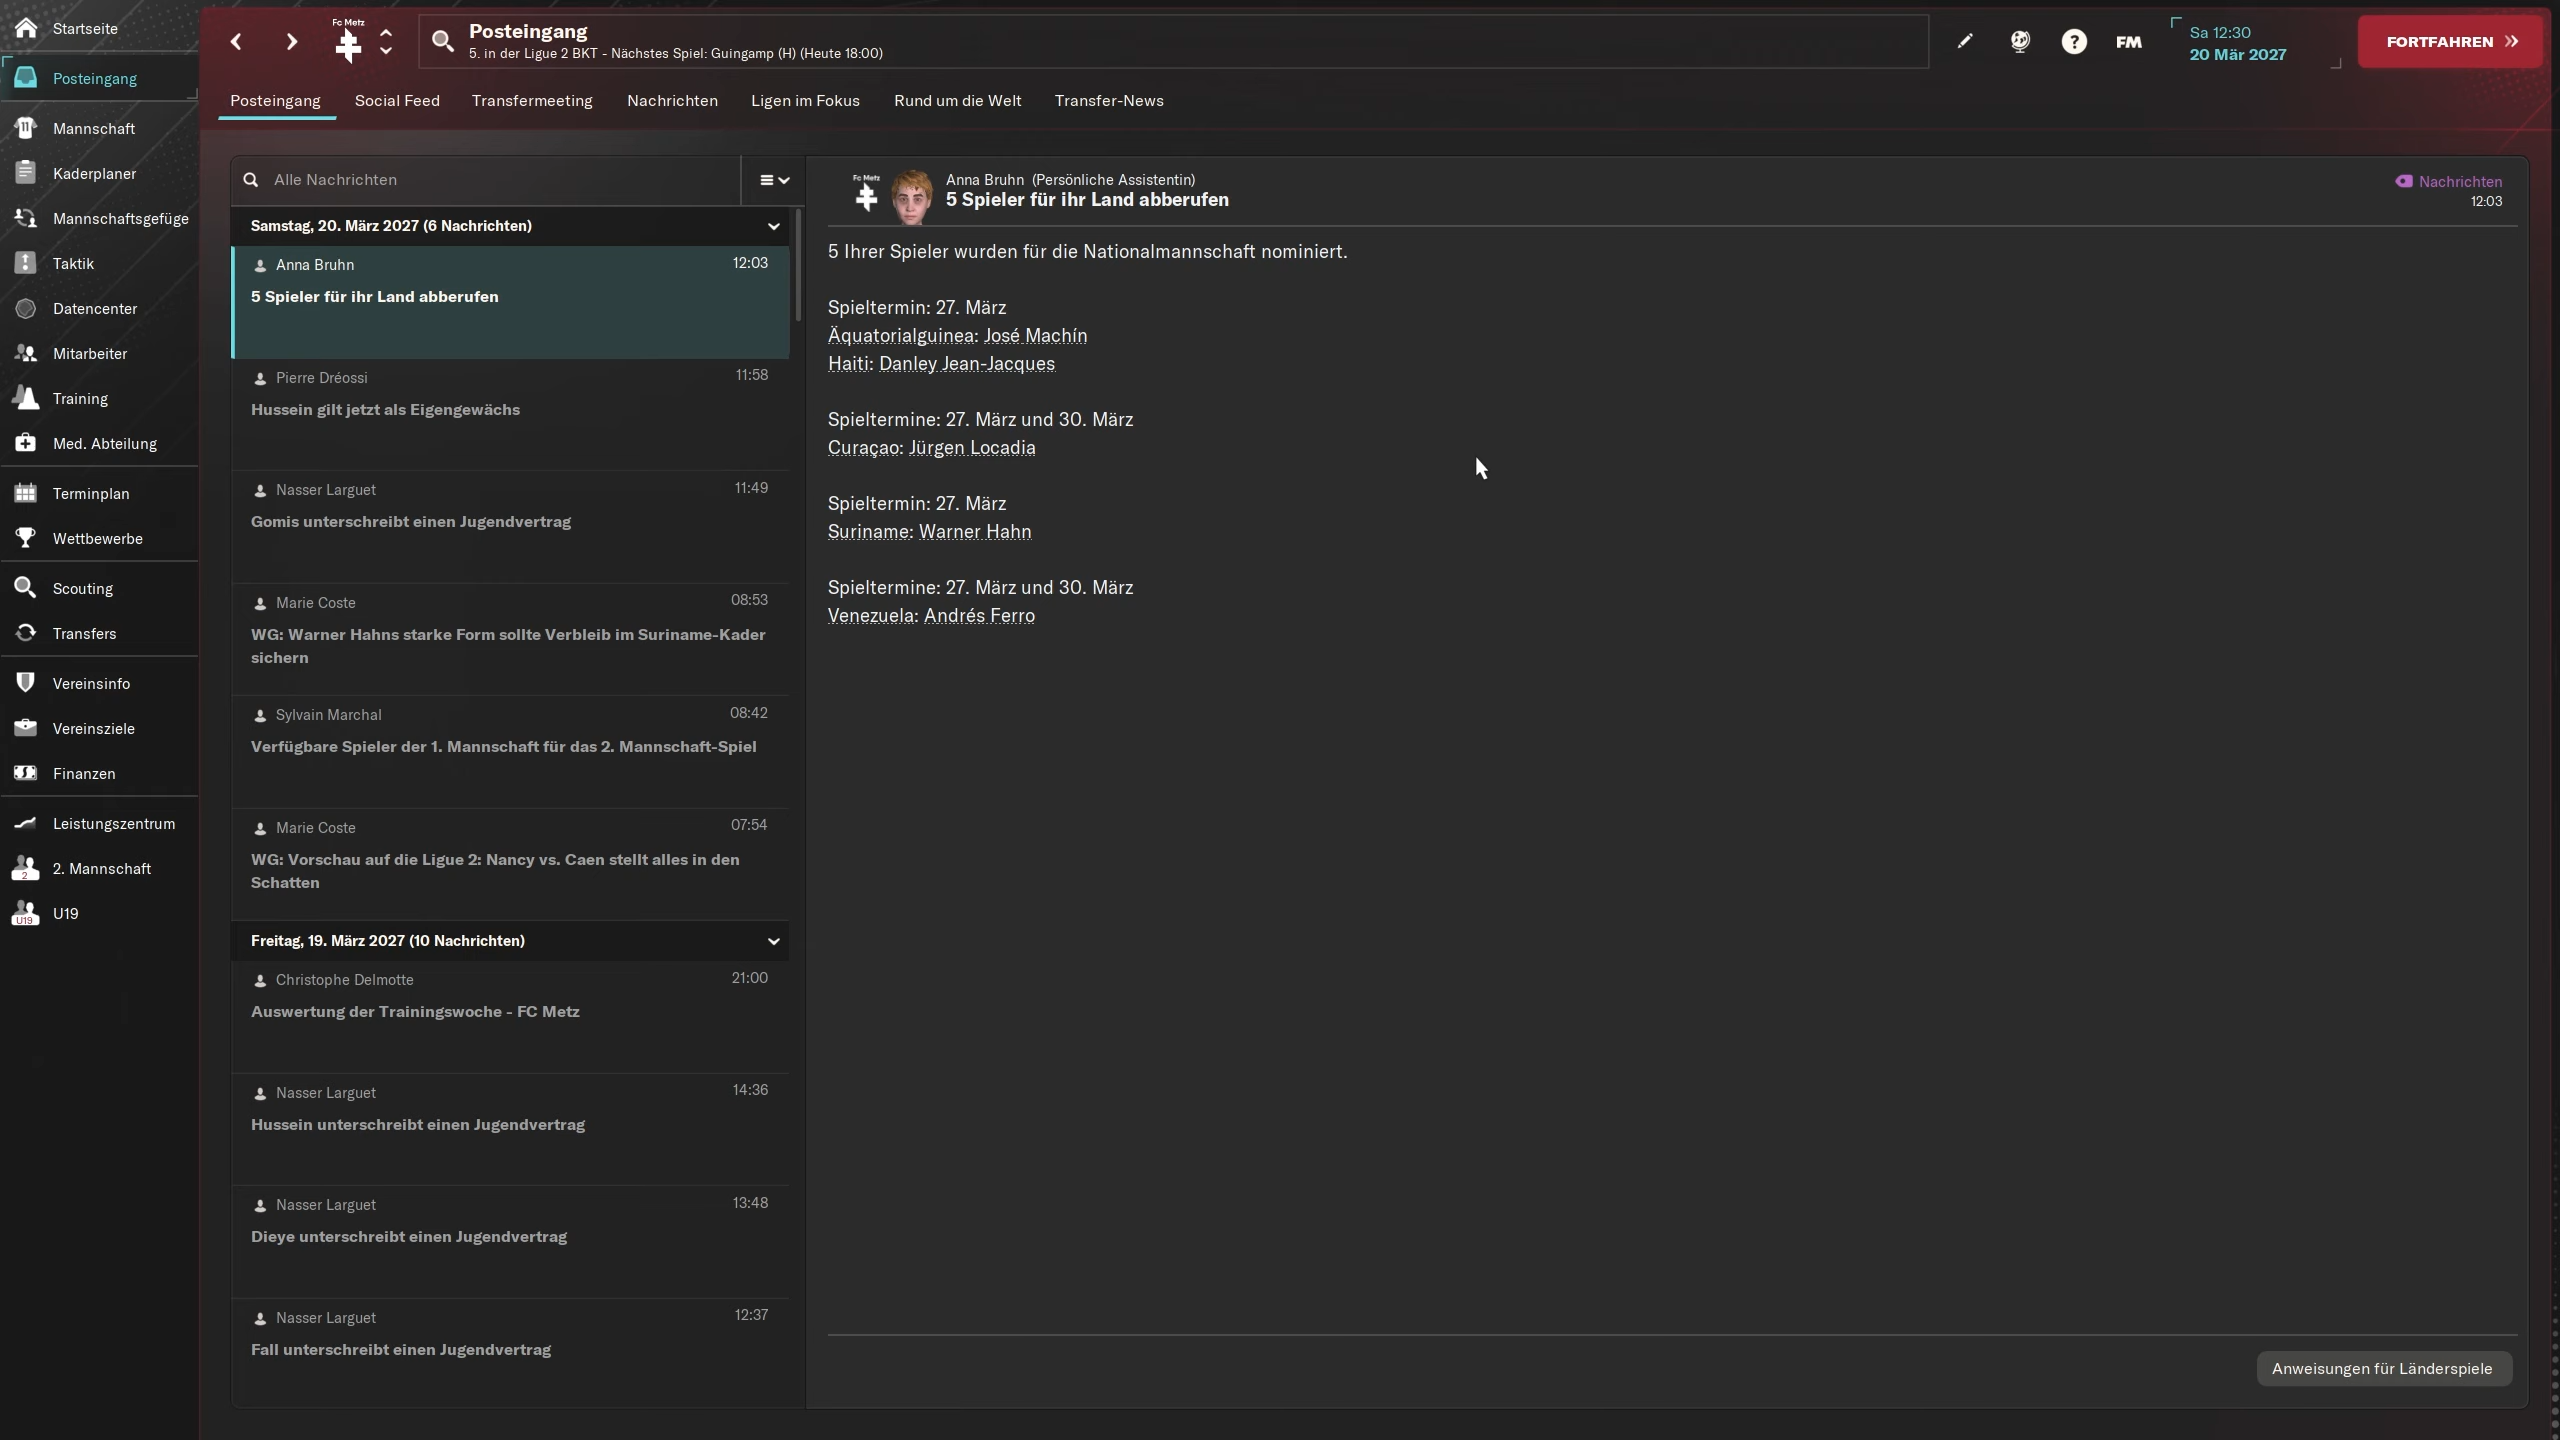 Startseite
Posteingang
Mannschaft
Kaderplaner
Mannschaftsgefüge
Taktik
Datencenter
Mitarbeiter
Training
Med. Abteilung
Terminplan
Wettbewerbe
Scouting
Transfers
Vereinsinfo
Vereinsziele
Finanzen
Leistungszentrum
2
2. Mannschaft
U19
U19
Fc Metz
Posteingang
5. in der Ligue 2 BKT - Nächstes Spiel: Guingamp (H) (Heute 18:00)
?
FM
Sa 12:30
20 Mär 2027
FORTFAHREN
Posteingang
Social Feed
Transfermeeting
Nachrichten
Ligen im Fokus
Rund um die Welt
Transfer-News
Alle Nachrichten
Samstag, 20. März 2027 (6 Nachrichten)
Anna Bruhn 12:03
5 Spieler für ihr Land abberufen
Pierre Dréossi 11:58
Hussein gilt jetzt als Eigengewächs
Nasser Larguet 11:49
Gomis unterschreibt einen Jugendvertrag
Marie Coste 08:53
WG: Warner Hahns starke Form sollte Verbleib im Suriname-Kader
sichern
Sylvain Marchal 08:42
Verfügbare Spieler der 1. Mannschaft für das 2. Mannschaft-Spiel
Marie Coste 07:54
WG: Vorschau auf die Ligue 2: Nancy vs. Caen stellt alles in den
Schatten
Freitag, 19. März 2027 (10 Nachrichten)
Christophe Delmotte 21:00
Auswertung der Trainingswoche - FC Metz
Nasser Larguet 14:36
Hussein unterschreibt einen Jugendvertrag
Nasser Larguet 13:48
Dieye unterschreibt einen Jugendvertrag
Nasser Larguet 12:37
Fall unterschreibt einen Jugendvertrag
Fc Metz
Anna Bruhn (Persönliche Assistentin)
5 Spieler für ihr Land abberufen
Nachrichten
12:03
5 Ihrer Spieler wurden für die Nationalmannschaft nominiert.
Spieltermin: 27. März
Äquatorialguinea: José Machín
Haiti: Danley Jean-Jacques
Spieltermine: 27. März und 30. März
Curaçao: Jürgen Locadia
Spieltermin: 27. März
Suriname: Warner Hahn
Spieltermine: 27. März und 30. März
Venezuela: Andrés Ferro
Anweisungen für Länderspiele